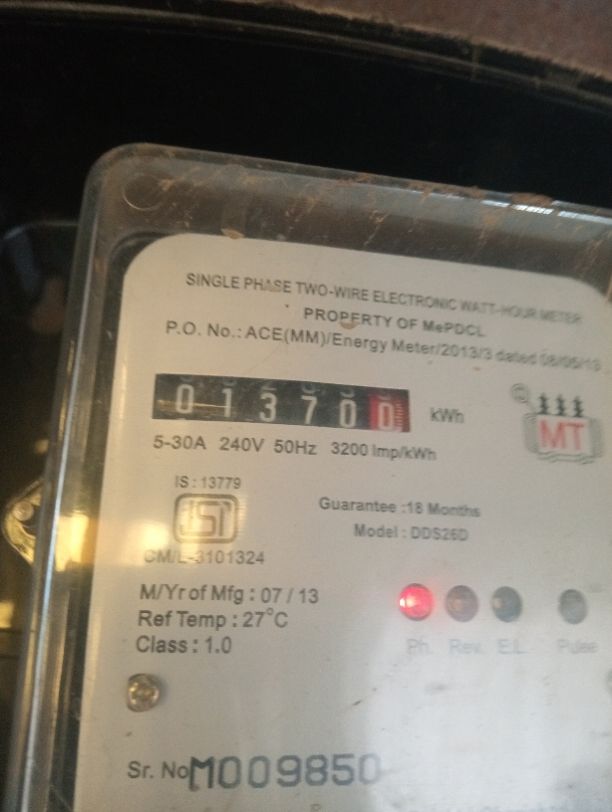 SINGLE PHASE TWO-WIRE ELECTRONIC WATT-HOUR METER
PROPERTY OF MePDCL
P.O. No.: ACE(MM)/Energy Meter/2013/3 dated 08/05/13
013700 kWh
MT
5-30A 240V 50Hz 3200 Imp/kWh
IS : 13779
ISI
CM/L-3101324
Guarantee :18 Months
Model : DDS26D
M/Yr of Mfg : 07 / 13
Ref Temp : 27°C
Class : 1.0
Ph. Rev. E.L. Pulse
Sr. No M009850